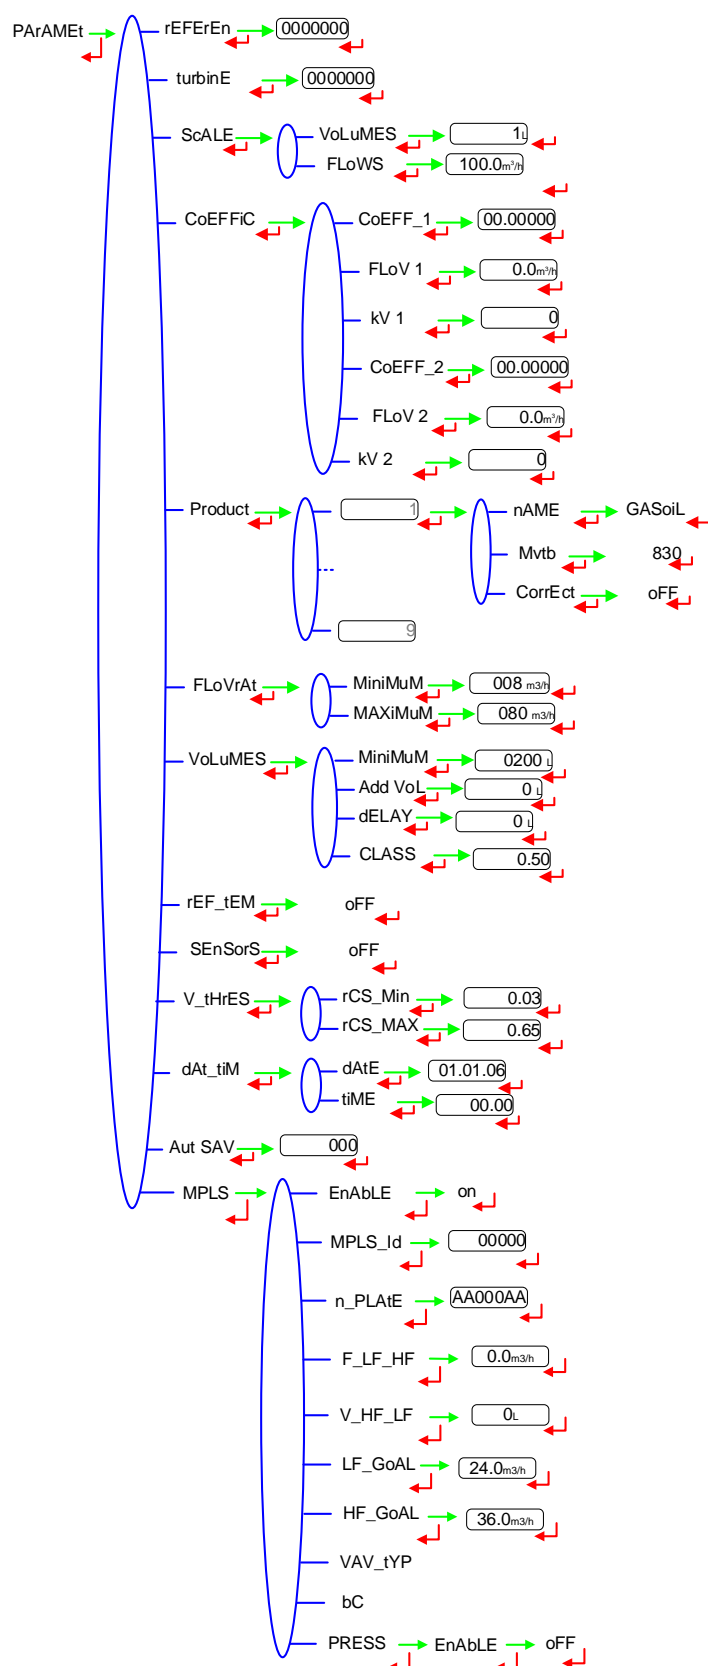 PArAMEt rEFErEn 0000000
turbinE 0000000
ScALE VoLuMES 1L
FLoWS 100.0m³/h
CoEFFiC CoEFF_1 00.00000
FLoV 1 0.0m³/h
kV 1 0
CoEFF_2 00.00000
FLoV 2 0.0m³/h
kV 2 0
Product 1 nAME GASoiL
Mvtb 830
CorrEct oFF
9
FLoVrAt MiniMuM 008 m3/h
MAXiMuM 080 m3/h
VoLuMES MiniMuM 0200 L
Add VoL 0 L
dELAY 0 L
CLASS 0.50
rEF_tEM oFF
SEnSorS oFF
V_tHrES rCS_Min 0.03
rCS_MAX 0.65
dAt_tiM dAtE 01.01.06
tiME 00.00
Aut SAV 000
MPLS EnAbLE on
MPLS_Id 00000
n_PLAtE AA000AA
F_LF_HF 0.0m3/h
V_HF_LF 0L
LF_GoAL 24.0m3/h
HF_GoAL 36.0m3/h
VAV_tYP
bC
PRESS EnAbLE oFF